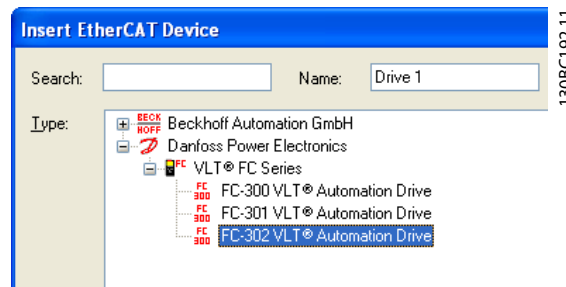 Insert EtherCAT Device
130BC192.11
Search:
Name: Drive 1
Type:
BECK HOFF Beckhoff Automation GmbH
Danfoss Power Electronics
FC VLT® FC Series
FC 300 FC-300 VLT® Automation Drive
FC 300 FC-301 VLT® Automation Drive
FC 300 FC-302 VLT® Automation Drive